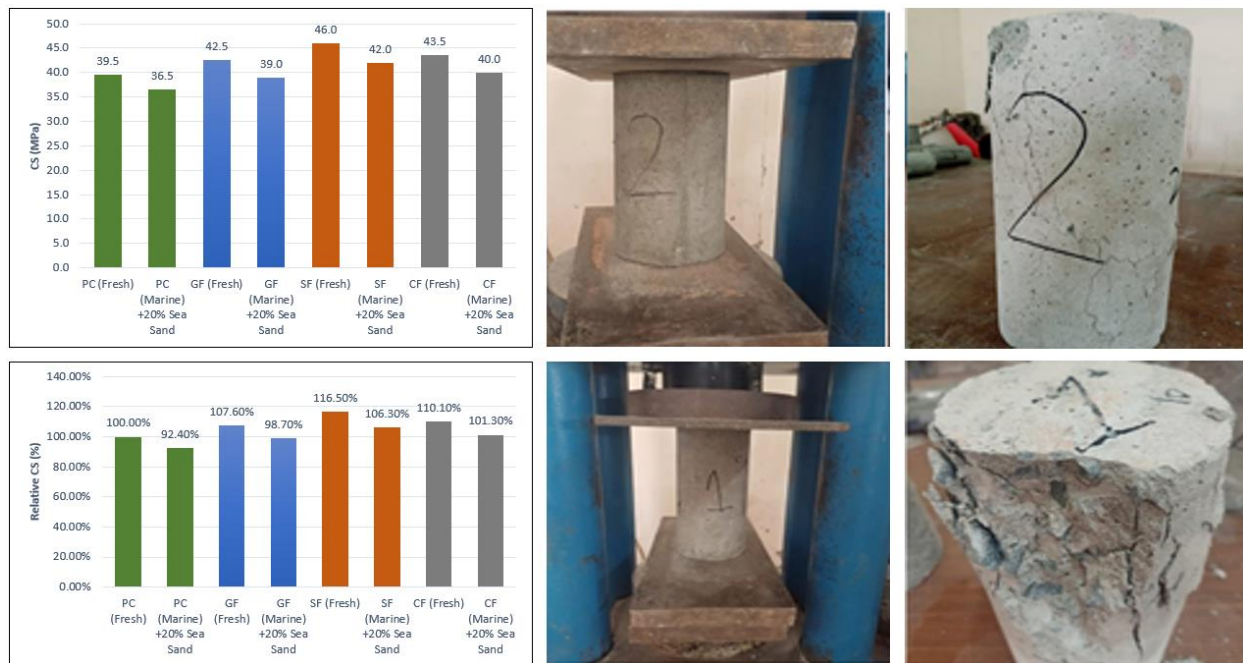 50.0
45.0
40.0
35.0
30.0
25.0
20.0
15.0
10.0
5.0
0.0
CS (MPa)
39.5
36.5
42.5
39.0
46.0
42.0
43.5
40.0
PC (Fresh)
PC
(Marine)
+20% Sea
Sand
GF (Fresh)
GF
(Marine)
+20% Sea
Sand
SF (Fresh)
SF
(Marine)
+20% Sea
Sand
CF (Fresh)
CF
(Marine)
+20% Sea
Sand
2
2
140.00%
120.00%
100.00%
80.00%
60.00%
40.00%
20.00%
0.00%
Relative CS (%)
100.00%
92.40%
107.60%
98.70%
116.50%
106.30%
110.10%
101.30%
PC
(Fresh)
PC
(Marine)
+20% Sea
Sand
GF
(Fresh)
GF
(Marine)
+20% Sea
Sand
SF (Fresh)
SF
(Marine)
+20% Sea
Sand
CF (Fresh)
CF
(Marine)
+20% Sea
Sand
1